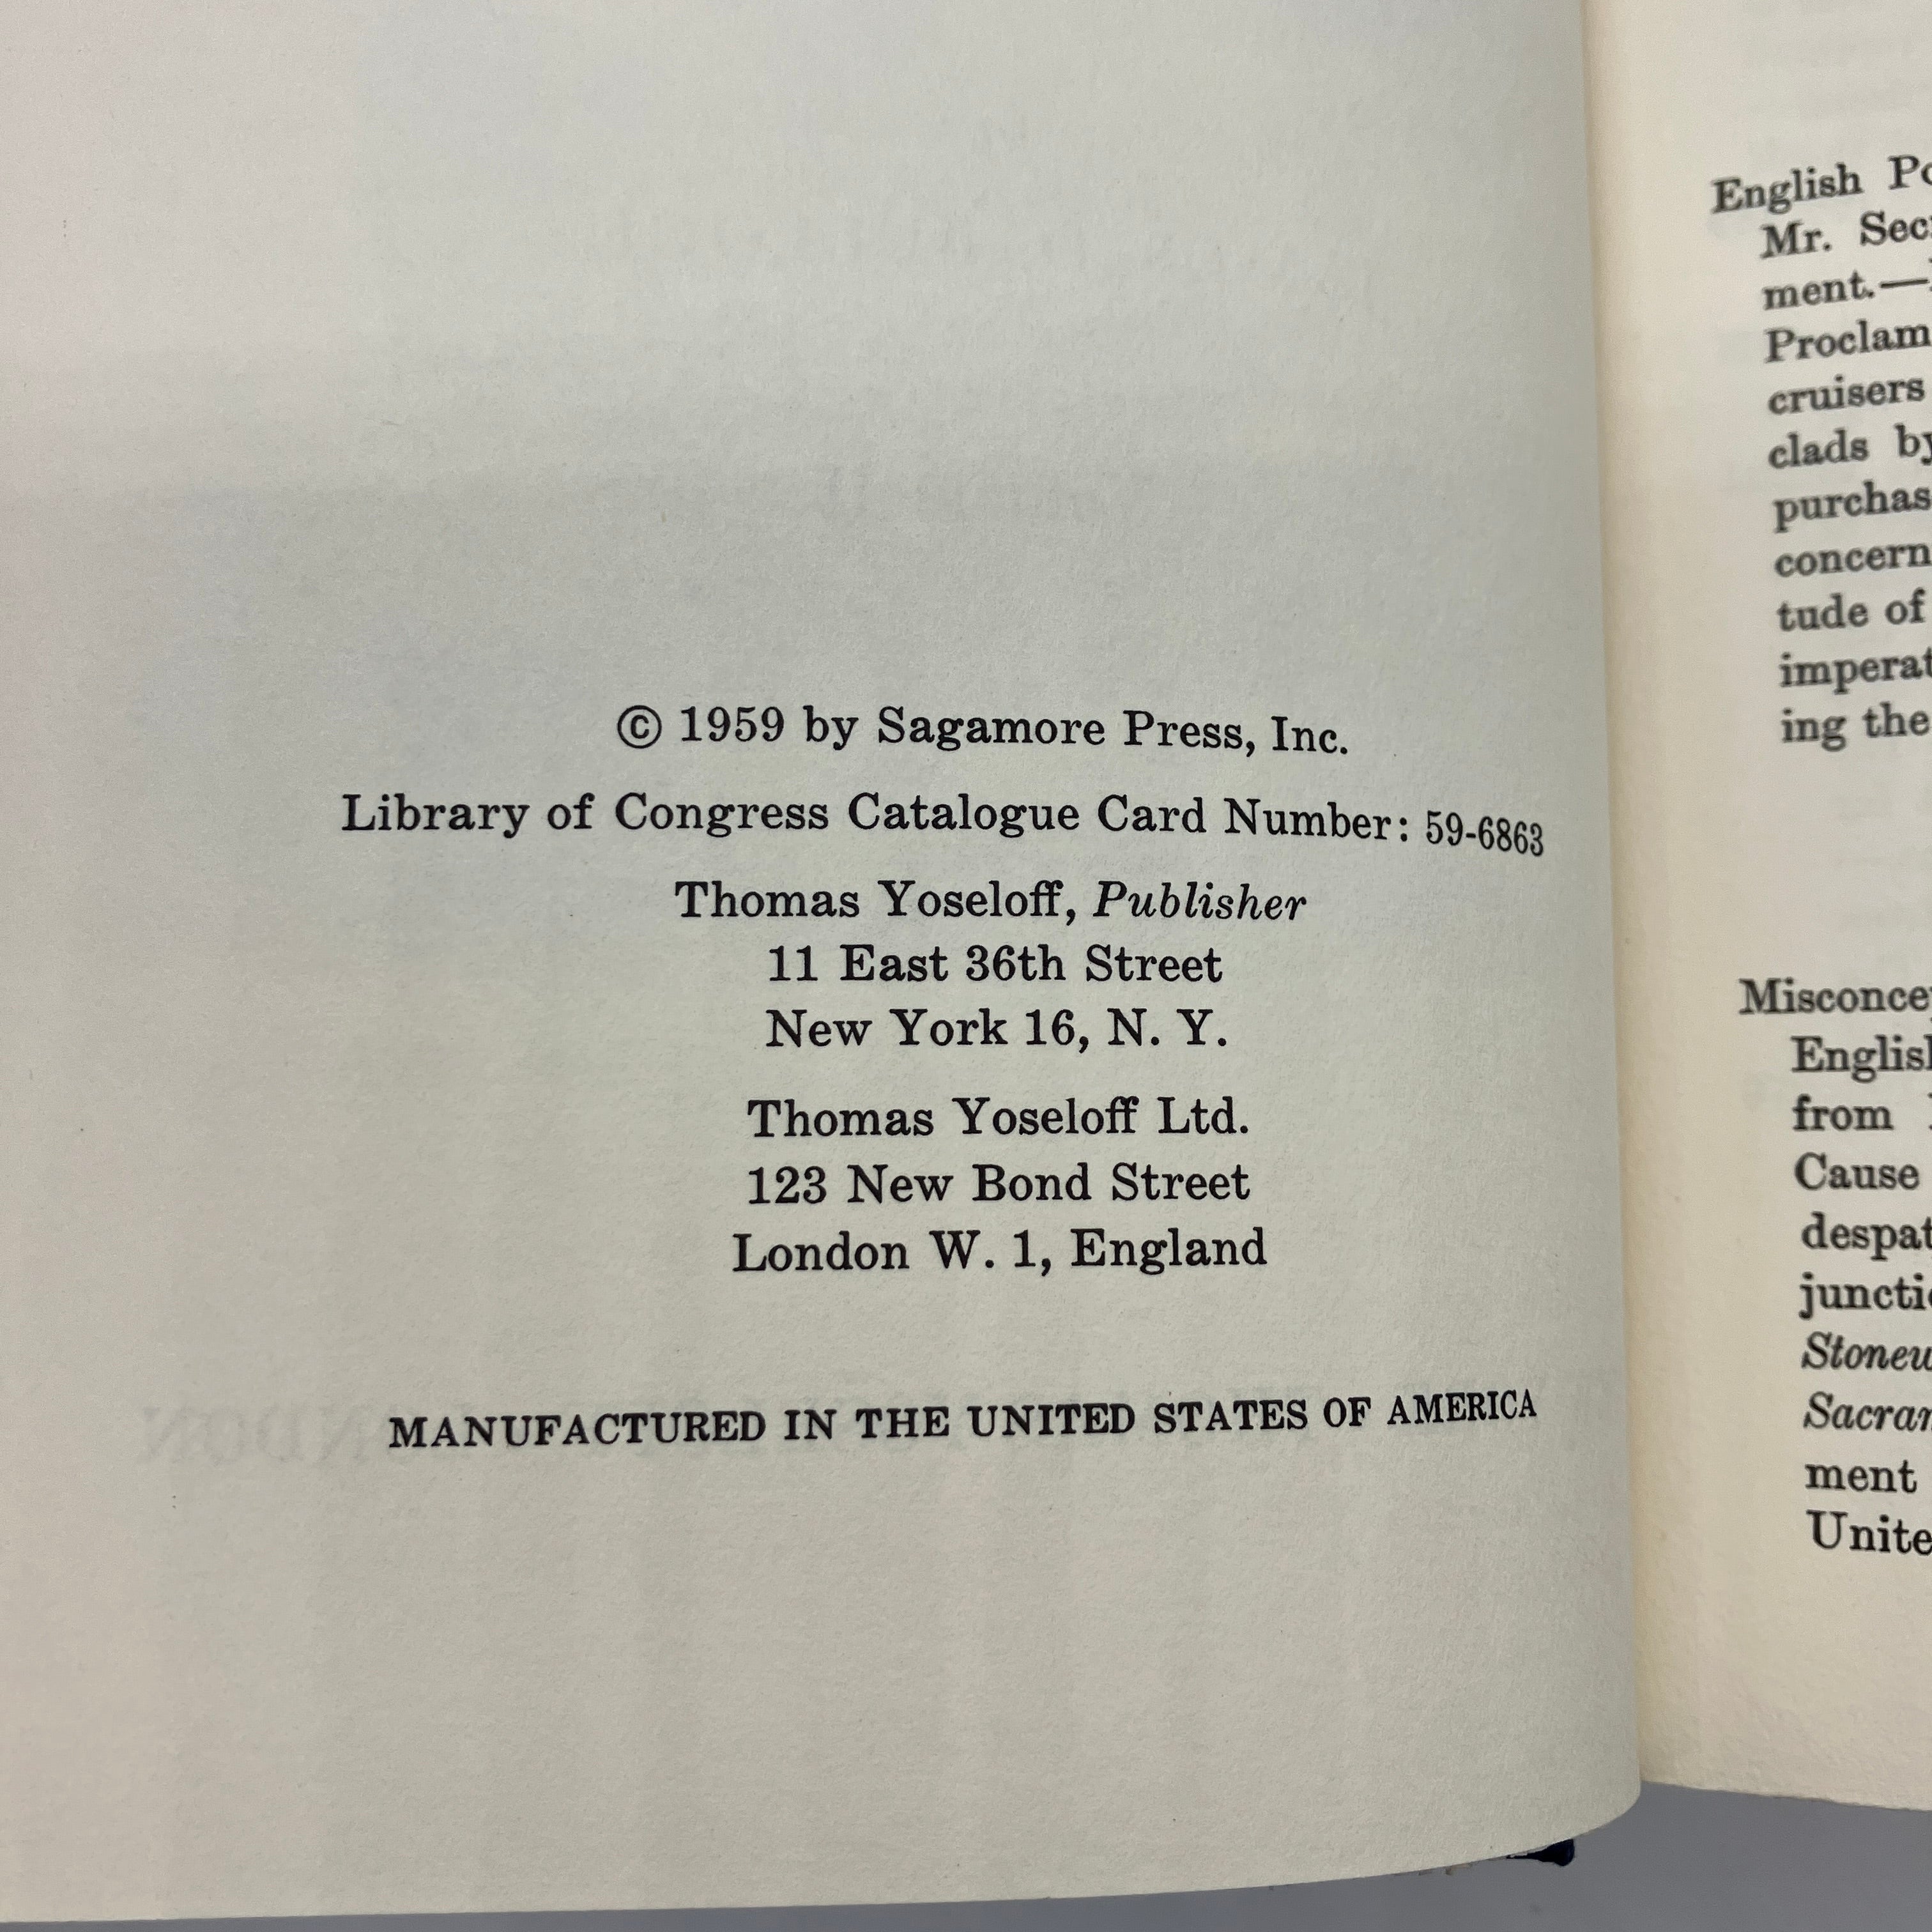 © 1959 by Sagamore Press, Inc.
Library of Congress Catalogue Card Number: 59-6863
Thomas Yoseloff, Publisher
11 East 36th Street
New York 16, N. Y.
Thomas Yoseloff Ltd.
123 New Bond Street
London W. 1, England
MANUFACTURED IN THE UNITED STATES OF AMERICA
English
Mr.
ment.—
cruisers
clads by
tude of
ing the
from
Cause
ment